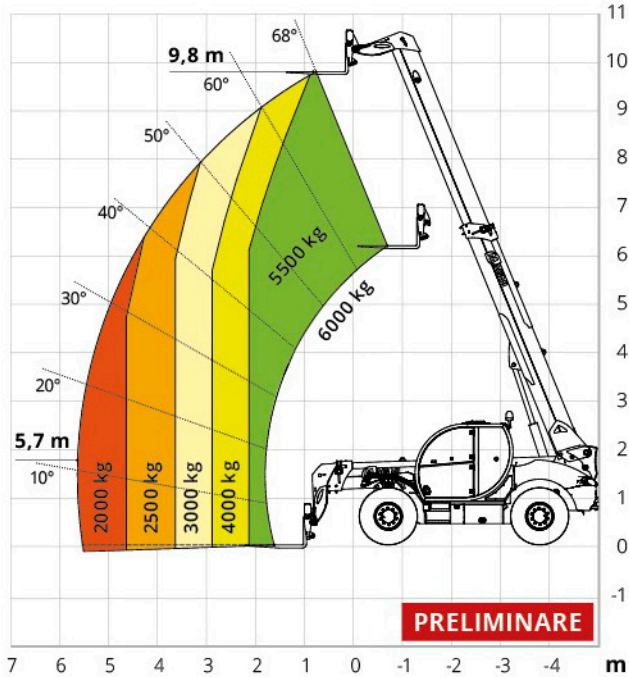 11
10
9
8
7
6
5
4
3
2
1
0
-1
9,8 m
68°
60°
50°
40°
30°
20°
5,7 m
10°
2000 kg
2500 kg
3000 kg
4000 kg
5500 kg
6000 kg
PRELIMINARE
7 6 5 4 3 2 1 0 -1 -2 -3 -4 m